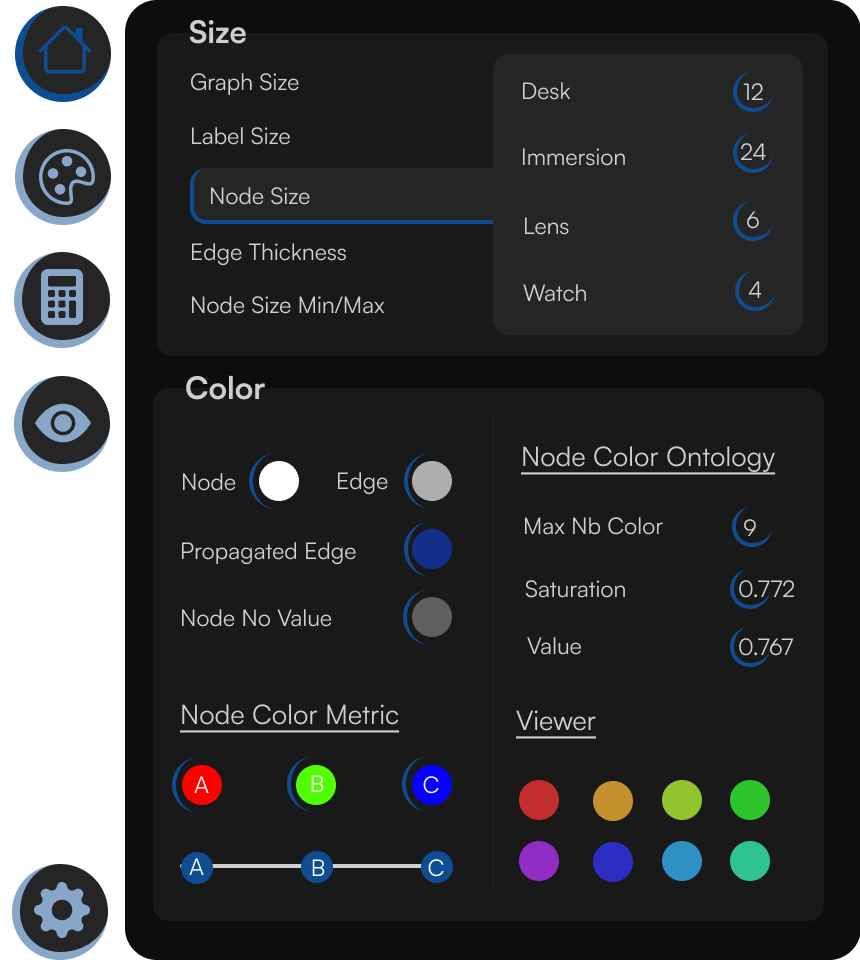 Size
Graph Size
Label Size
Node Size
Edge Thickness
Node Size Min/Max
Desk 12
Immersion 24
Lens 6
Watch 4
Color
Node Edge
Propagated Edge
Node No Value
Node Color Metric
A B C
A B C
Node Color Ontology
Max Nb Color 9
Saturation 0.772
Value 0.767
Viewer